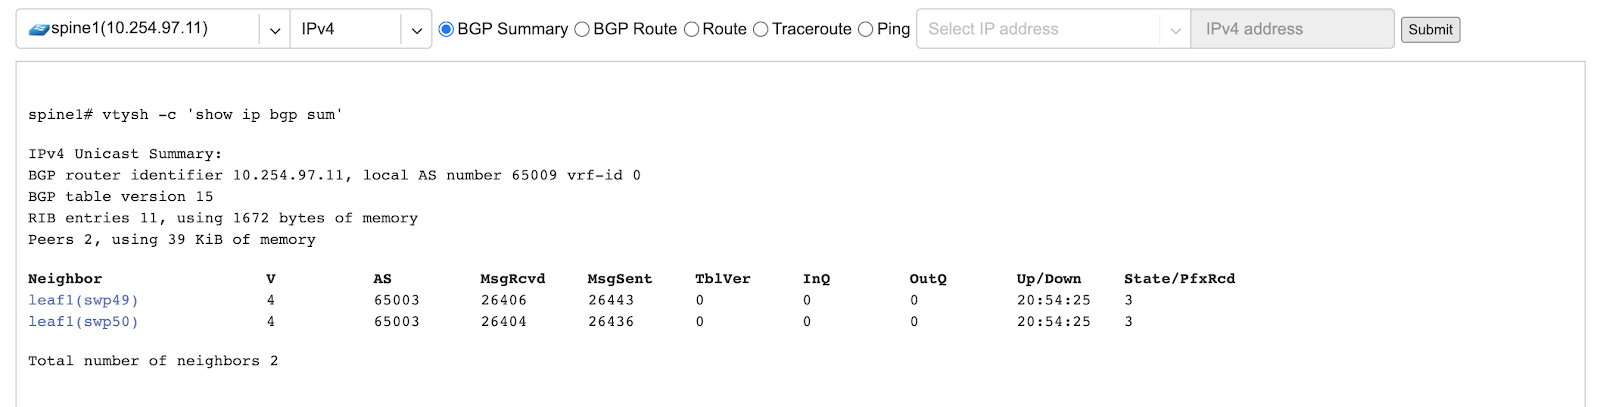 spine1(10.254.97.11) IPv4 BGP Summary BGP Route Route Traceroute Ping Select IP address IPv4 address Submit
spine1# vtysh -c 'show ip bgp sum'
IPv4 Unicast Summary:
BGP router identifier 10.254.97.11, local AS number 65009 vrf-id 0
BGP table version 15
RIB entries 11, using 1672 bytes of memory
Peers 2, using 39 KiB of memory
Neighbor V AS MsgRcvd MsgSent TblVer InQ OutQ Up/Down State/PfxRcd
leaf1(swp49) 4 65003 26406 26443 0 0 0 20:54:25 3
leaf1(swp50) 4 65003 26404 26436 0 0 0 20:54:25 3
Total number of neighbors 2